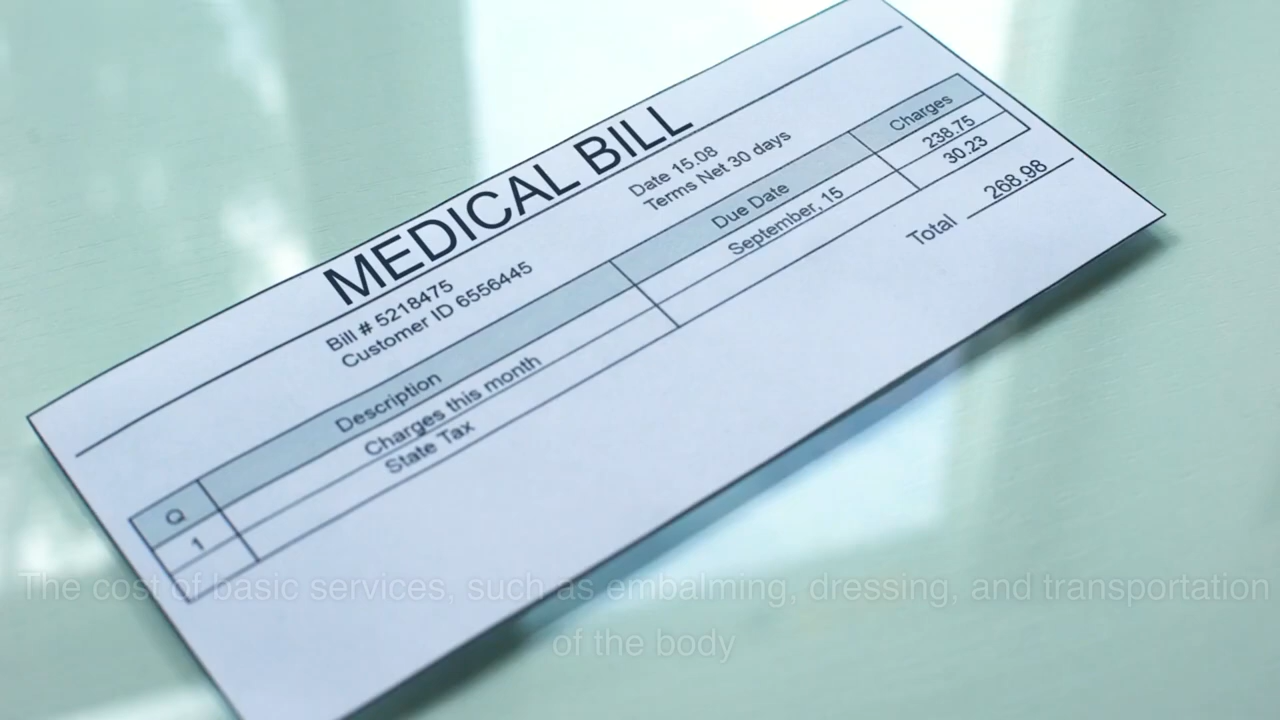 MEDICAL BILL
Bill # 5218475
Customer ID 6556445
Date 15.08
Terms Net 30 days
Q Description Due Date Charges
1 Charges this month September, 15 238.75
State Tax 30.23
Total 268.98
The cost of basic services, such as embalming, dressing, and transportation
of the body